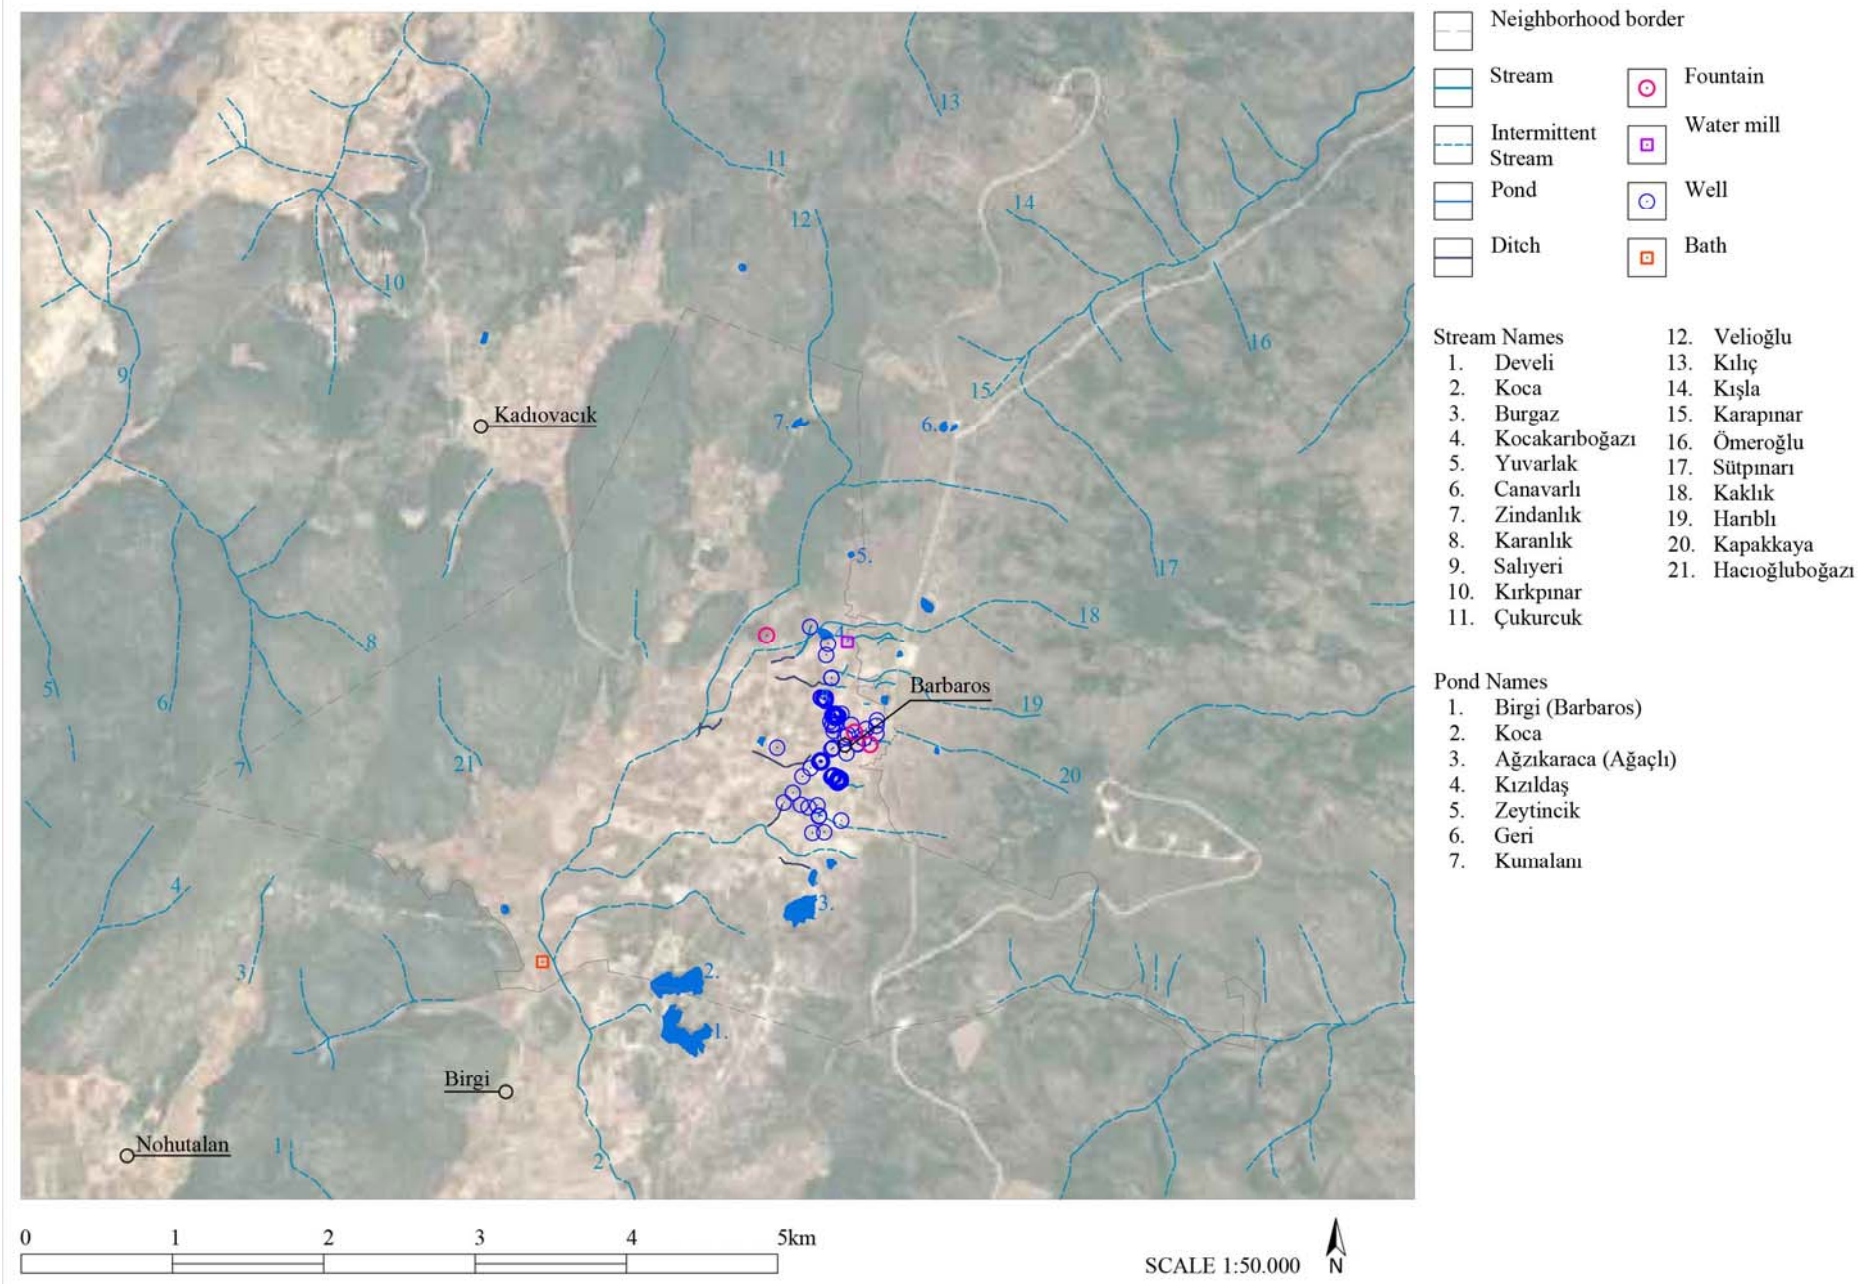 13
11
14
12
10
16
9
15
Kadıovacık
7.
6.
5.
17
18
4
8
5
6
Barbaros
19
7
21
20
4
3.
3
2.
1.
Birgi
Nohutalan
1
2
0 1 2 3 4 5km
SCALE 1:50.000
N
Neighborhood border
Stream
Fountain
Intermittent
Stream
Water mill
Pond
Well
Ditch
Bath
Stream Names
1. Develi
2. Koca
3. Burgaz
4. Kocakarıboğazı
5. Yuvarlak
6. Canavarlı
7. Zindanlık
8. Karanlık
9. Salıyeri
10. Kırkpınar
11. Çukurcuk
12. Velioğlu
13. Kılıç
14. Kışla
15. Karapınar
16. Ömeroğlu
17. Sütpınarı
18. Kaklık
19. Harıblı
20. Kapakkaya
21. Hacıoğluboğazı
Pond Names
1. Birgi (Barbaros)
2. Koca
3. Ağzıkaraca (Ağaçlı)
4. Kızıldaş
5. Zeytincik
6. Geri
7. Kumalanı